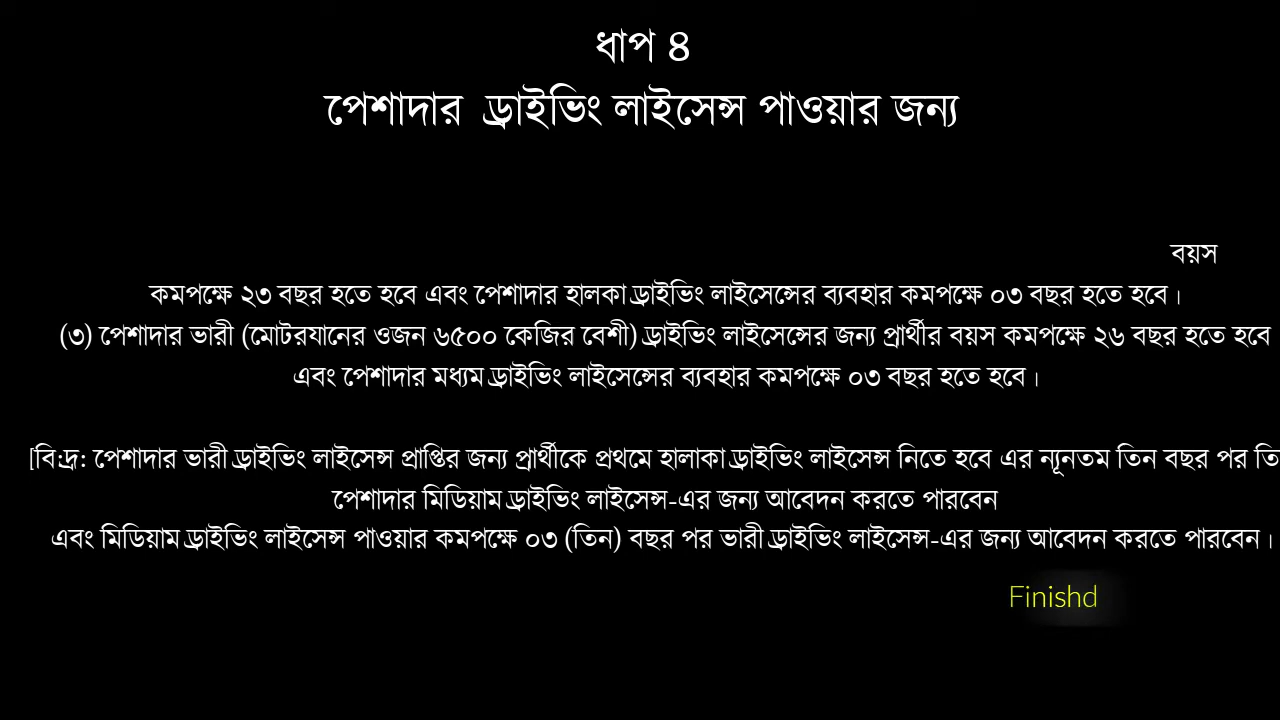 ধাপ ৪
পেশাদার ড্রাইভিং লাইসেন্স পাওয়ার জন্য
বয়স
কমপক্ষে ২৩ বছর হতে হবে এবং পেশাদার হালকা ড্রাইভিং লাইসেন্সের ব্যবহার কমপক্ষে ০৩ বছর হতে হবে।
(৩) পেশাদার ভারী (মোটরযানের ওজন ৬৫০০ কেজির বেশী) ড্রাইভিং লাইসেন্সের জন্য প্রার্থীর বয়স কমপক্ষে ২৬ বছর হতে হবে
এবং পেশাদার মধ্যম ড্রাইভিং লাইসেন্সের ব্যবহার কমপক্ষে ০৩ বছর হতে হবে।
[বি:দ্র: পেশাদার ভারী ড্রাইভিং লাইসেন্স প্রাপ্তির জন্য প্রার্থীকে প্রথমে হালাকা ড্রাইভিং লাইসেন্স নিতে হবে এর ন্যূনতম তিন বছর পর
পেশাদার মিডিয়াম ড্রাইভিং লাইসেন্স-এর জন্য আবেদন করতে পারবেন
এবং মিডিয়াম ড্রাইভিং লাইসেন্স পাওয়ার কমপক্ষে ০৩ (তিন) বছর পর ভারী ড্রাইভিং লাইসেন্স-এর জন্য আবেদন করতে পারবেন।
Finishd